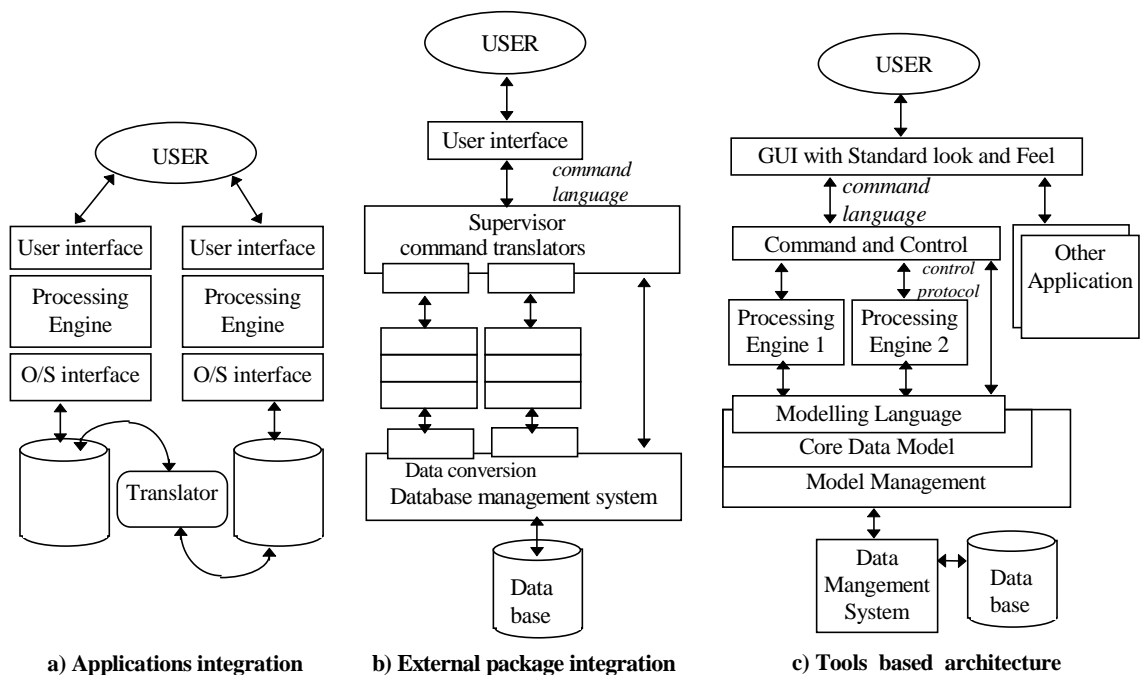 USER
User interface
User interface
Processing
Engine
Processing
Engine
O/S interface
O/S interface
Translator
a) Applications integration
USER
User interface
command
language
Supervisor
command translators
Data conversion
Database management system
Data
base
b) External package integration
USER
GUI with Standard look and Feel
command
language
Command and Control
Other
Application
control
protocol
Processing
Engine 1
Processing
Engine 2
Modelling Language
Core Data Model
Model Management
Data
Mangement
System
Data
base
c) Tools based architecture